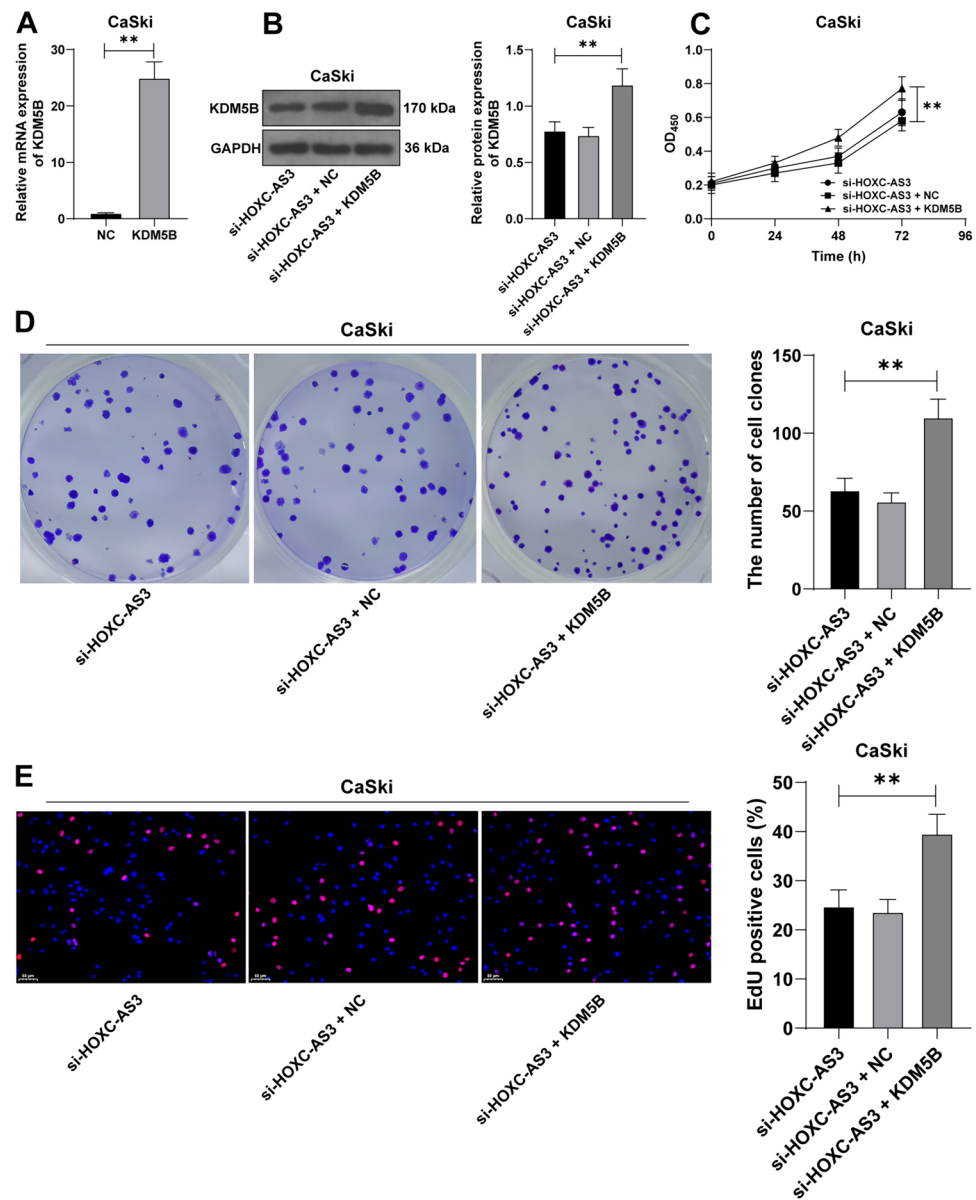 A
CaSki
Relative mRNA expression
of KDM5B
30
20
10
0
**
NC
KDM5B
B
CaSki
KDM5B
170 kDa
GAPDH
36 kDa
si-HOXC-AS3
si-HOXC-AS3 + NC
si-HOXC-AS3 + KDM5B
Relative protein expression
of KDM5B
1.5
1.0
0.5
0.0
**
si-HOXC-AS3
si-HOXC-AS3 + NC
si-HOXC-AS3 + KDM5B
C
CaSki
OD450
1.0
0.8
0.6
0.4
0.2
0.0
**
si-HOXC-AS3
si-HOXC-AS3 + NC
si-HOXC-AS3 + KDM5B
0
24
48
72
96
Time (h)
D
CaSki
si-HOXC-AS3
si-HOXC-AS3 + NC
si-HOXC-AS3 + KDM5B
CaSki
The number of cell clones
150
100
50
0
**
si-HOXC-AS3
si-HOXC-AS3 + NC
si-HOXC-AS3 + KDM5B
E
CaSki
50 μm
50 μm
50 μm
si-HOXC-AS3
si-HOXC-AS3 + NC
si-HOXC-AS3 + KDM5B
CaSki
EdU positive cells (%)
50
40
30
20
10
0
**
si-HOXC-AS3
si-HOXC-AS3 + NC
si-HOXC-AS3 + KDM5B